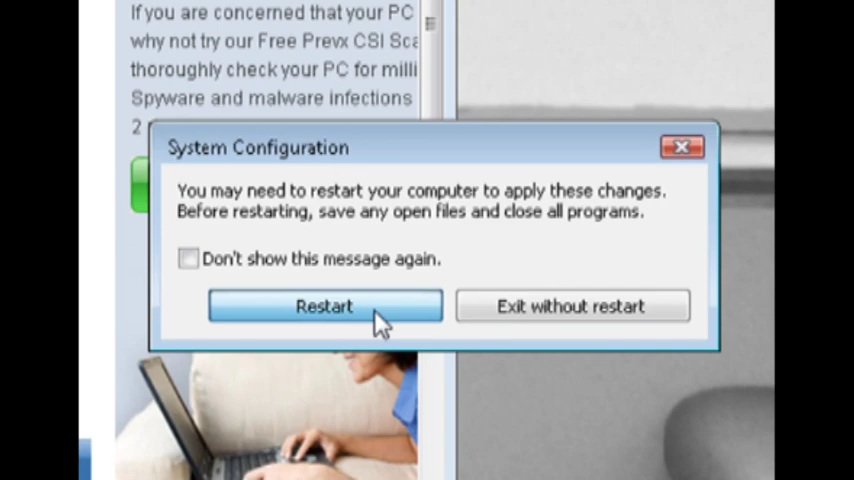 If you are concerned that your PC
why not try our Free Prevx CSI Sca
thoroughly check your PC for milli
Spyware and malware infections
2
System Configuration
You may need to restart your computer to apply these changes.
Before restarting, save any open files and close all programs.
Don't show this message again.
Restart
Exit without restart